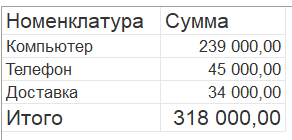 Номенклатура Сумма
Компьютер 239 000,00
Телефон 45 000,00
Доставка 34 000,00
Итого 318 000,00